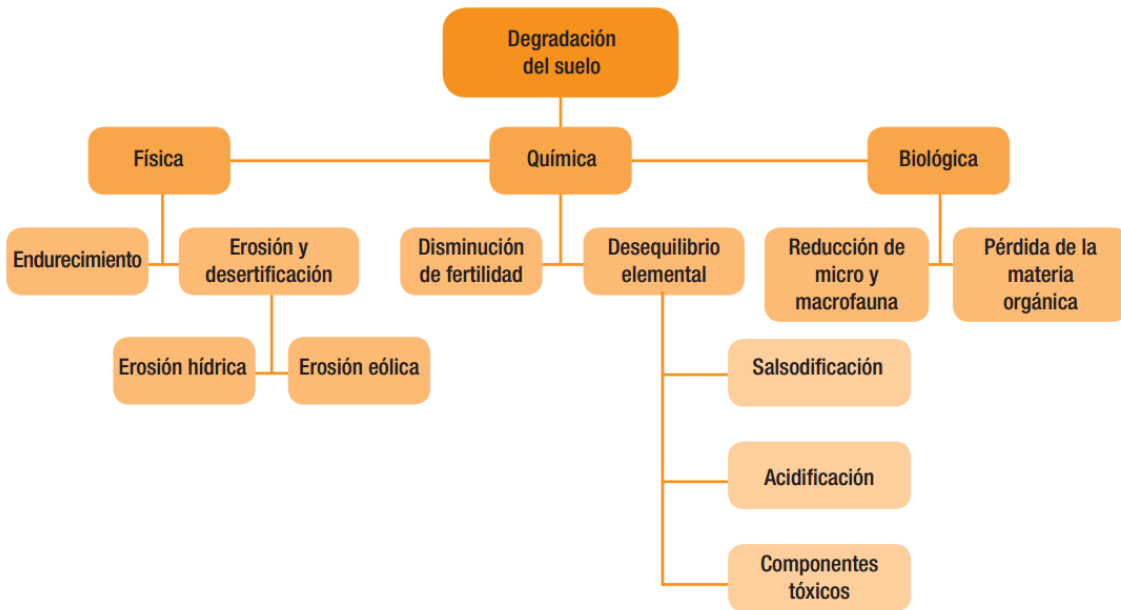 Degradación
del suelo
Física
Química
Biológica
Endurecimiento
Erosión y
desertificación
Disminución
de fertilidad
Desequilibrio
elemental
Reducción de
micro y
macrofauna
Pérdida de la
materia
orgánica
Erosión hídrica
Erosión eólica
Salsodificación
Acidificación
Componentes
tóxicos